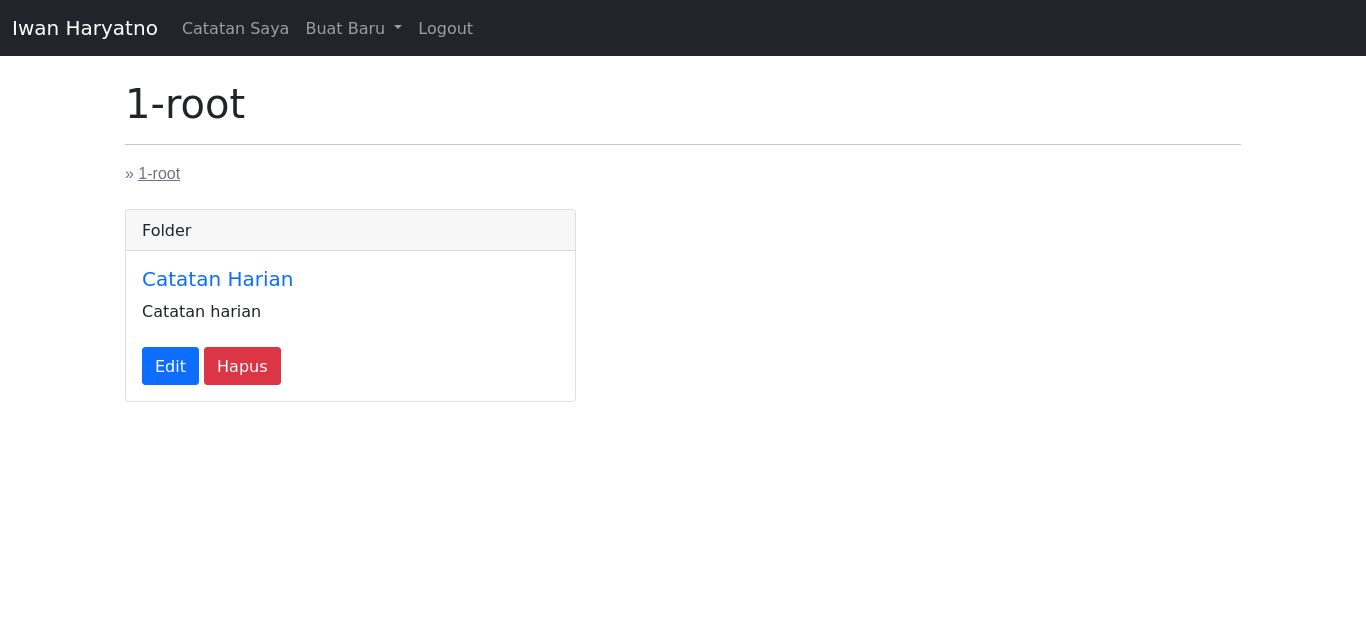 Iwan Haryatno Catatan Saya Buat Baru Logout
1-root
» 1-root
Folder
Catatan Harian
Catatan harian
Edit Hapus